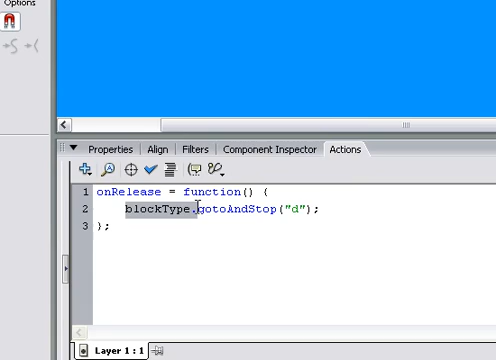 Options
Properties Align Filters Component Inspector Actions
1 onRelease = function() {
2 blockType.gotoAndStop("d");
3 };
Layer 1 : 1